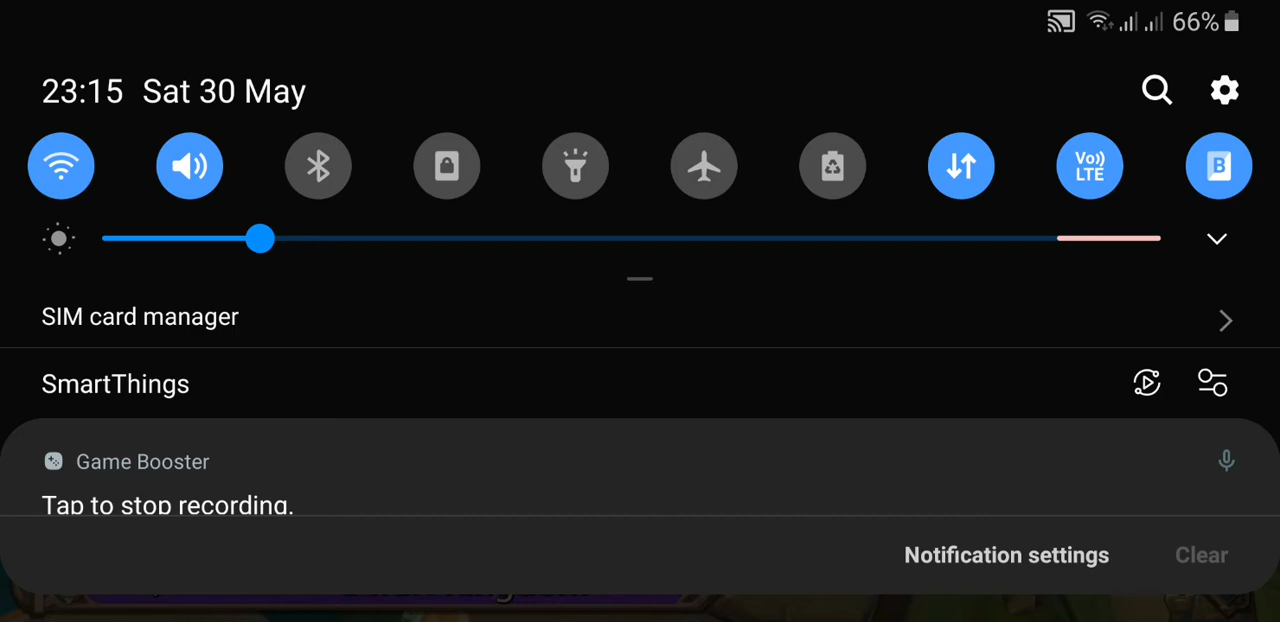 66%
23:15 Sat 30 May
Vo))
LTE
B
SIM card manager
SmartThings
Game Booster
Tap to stop recording.
Notification settings
Clear